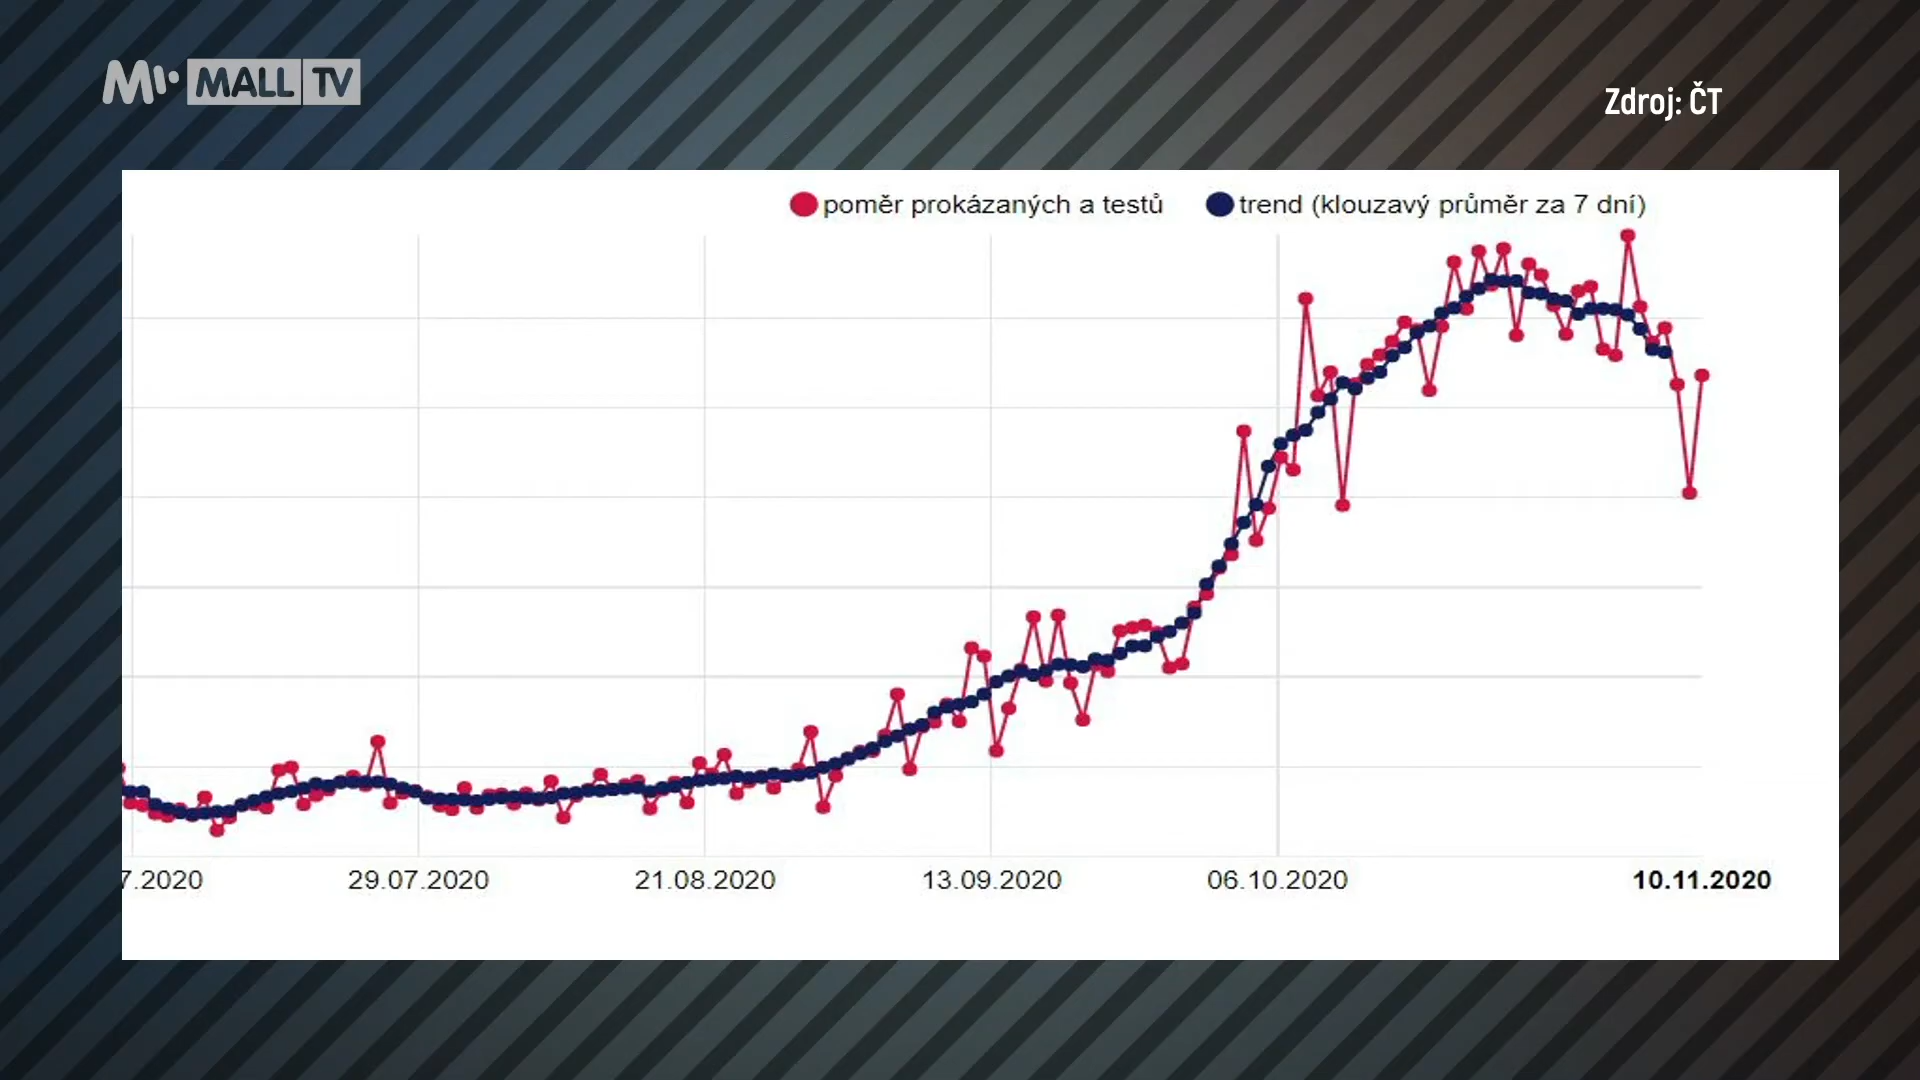 MALL TV
Zdroj: ČT
poměr prokázaných a testů
trend (klouzavý průměr za 7 dní)
7.2020
29.07.2020
21.08.2020
13.09.2020
06.10.2020
10.11.2020